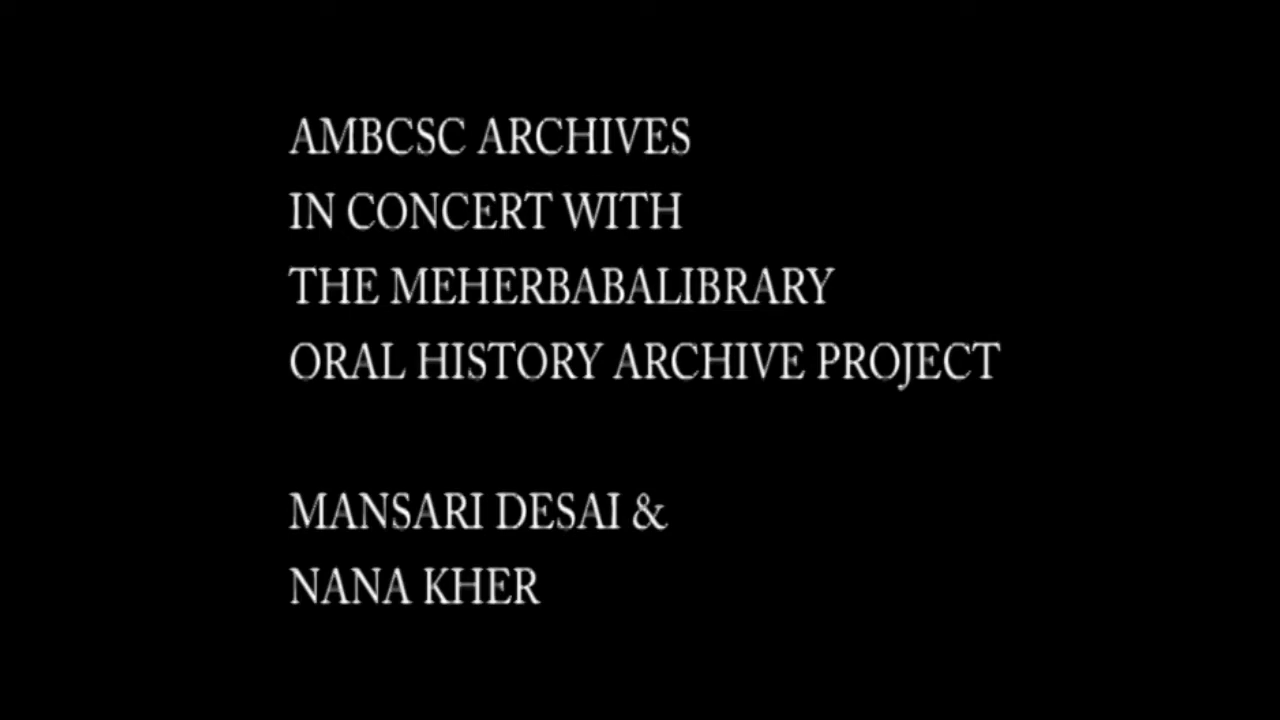 AMBCSC ARCHIVES
IN CONCERT WITH
THE MEHERBABALIBRARY
ORAL HISTORY ARCHIVE PROJECT
MANSARI DESAI &
NANA KHER